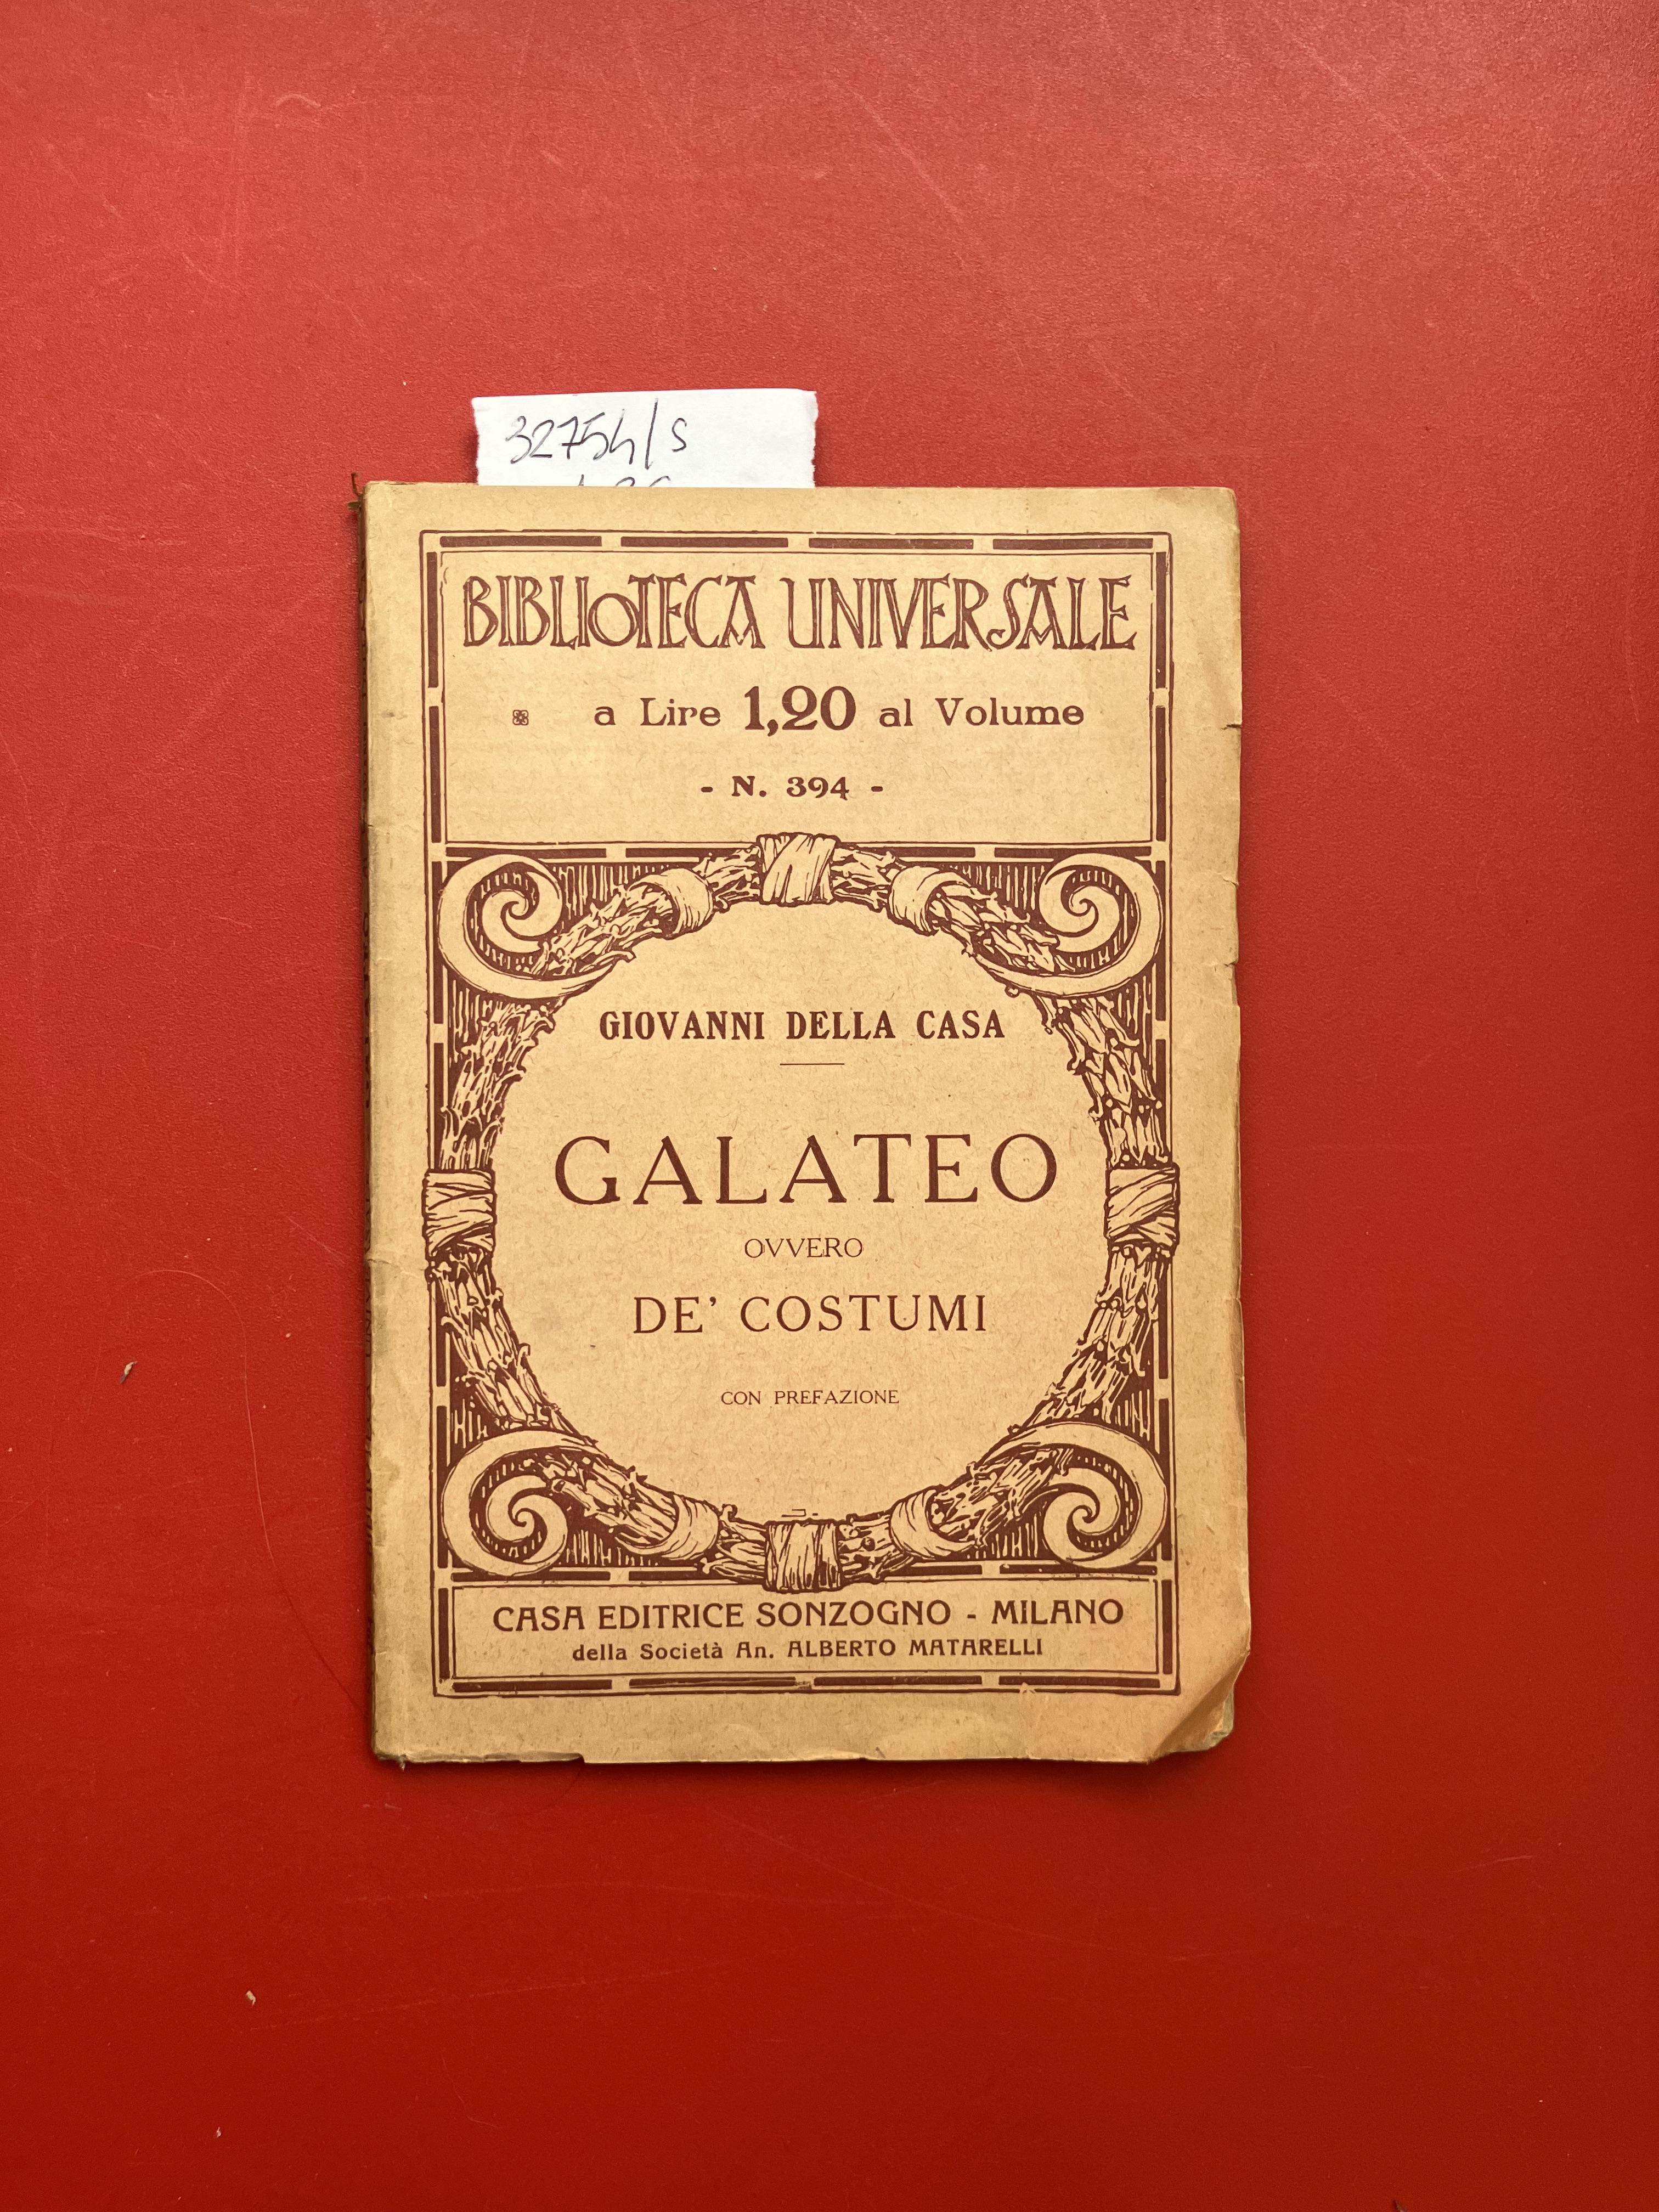 32754/s
BIBLIOTECA UNIVERSALE
a Lire 1,20 al Volume
- N. 394 -
GIOVANNI DELLA CASA
GALATEO
OVVERO
DE' COSTUMI
CON PREFAZIONE
CASA EDITRICE SONZOGNO - MILANO
della Società An. ALBERTO MATARELLI